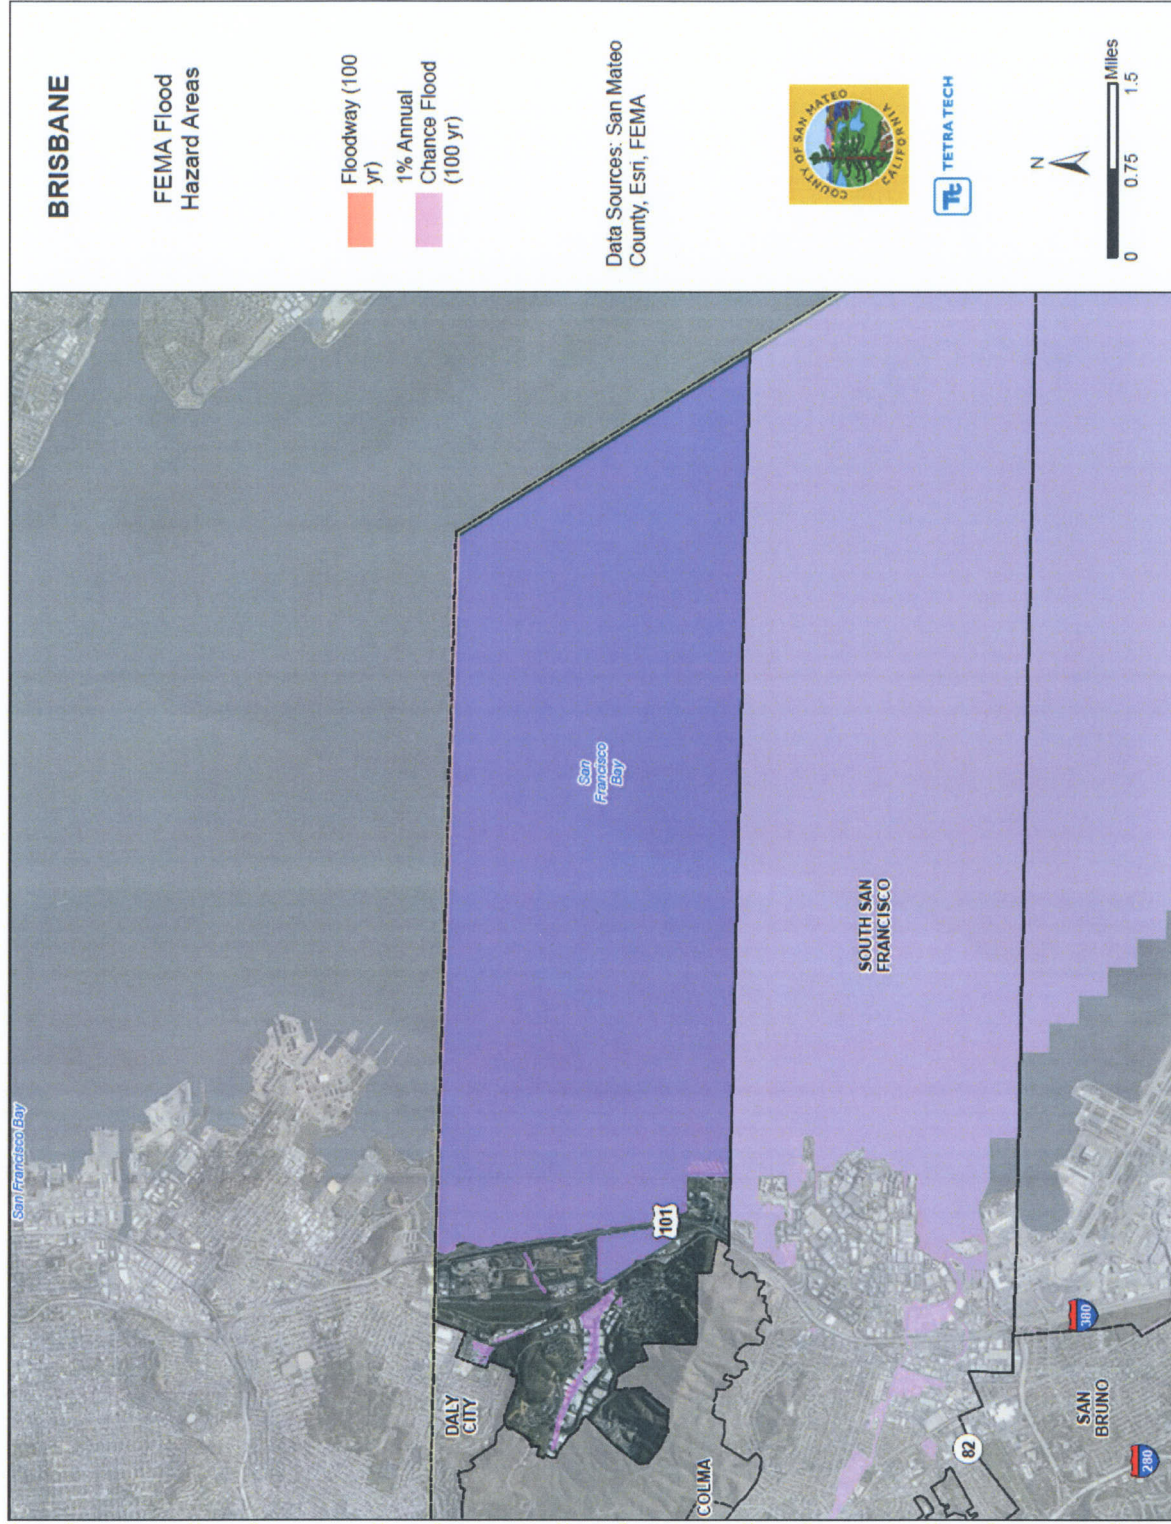 BRISBANE
FEMA Flood
Hazard Areas
Floodway (100
yr)
1% Annual
Chance Flood
(100 yr)
Data Sources: San Mateo
County, Esri, FEMA
COUNTY OF SAN MATEO
CALIFORNIA
Tt TETRA TECH
N
0 0.75 1.5
Miles
San Francisco Bay
San
Francisco
Bay
101
DALY
CITY
COLMA
SOUTH SAN
FRANCISCO
82
380
SAN
BRUNO
280